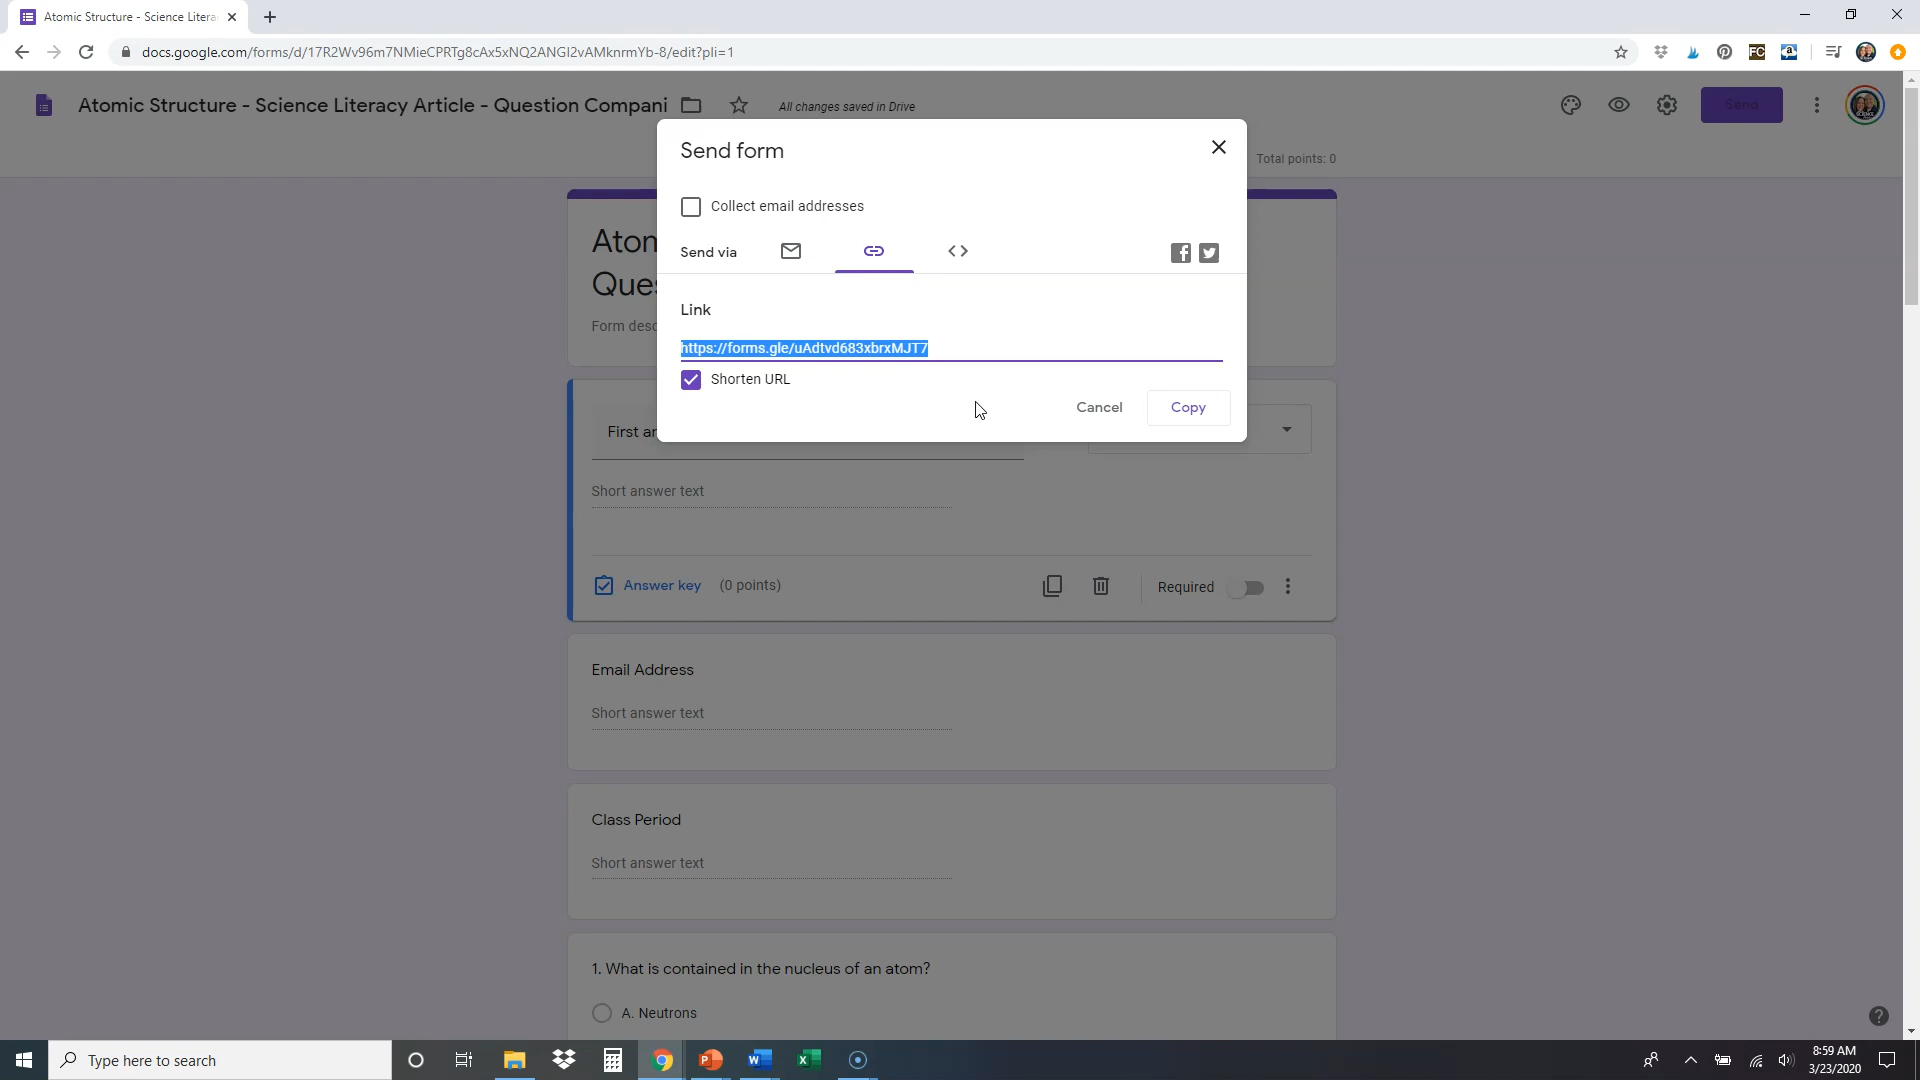 Atomic Structure - Science Litera
docs.google.com/forms/d/17R2Wv96m7NMieCPRTg8cAx5xNQ2ANGI2vAMknrmYb-8/edit?pli=1
Atomic Structure - Science Literacy Article - Question Compani
All changes saved in Drive
Send
Total points: 0
Send form
Collect email addresses
Send via
Link
https://forms.gle/uAdtvd683xbrxMJT7
Shorten URL
Cancel
Copy
Atom
Ques
Form desc
First an
Short answer text
Answer key
(0 points)
Required
Email Address
Short answer text
Class Period
Short answer text
1. What is contained in the nucleus of an atom?
A. Neutrons
Type here to search
8:59 AM
3/23/2020